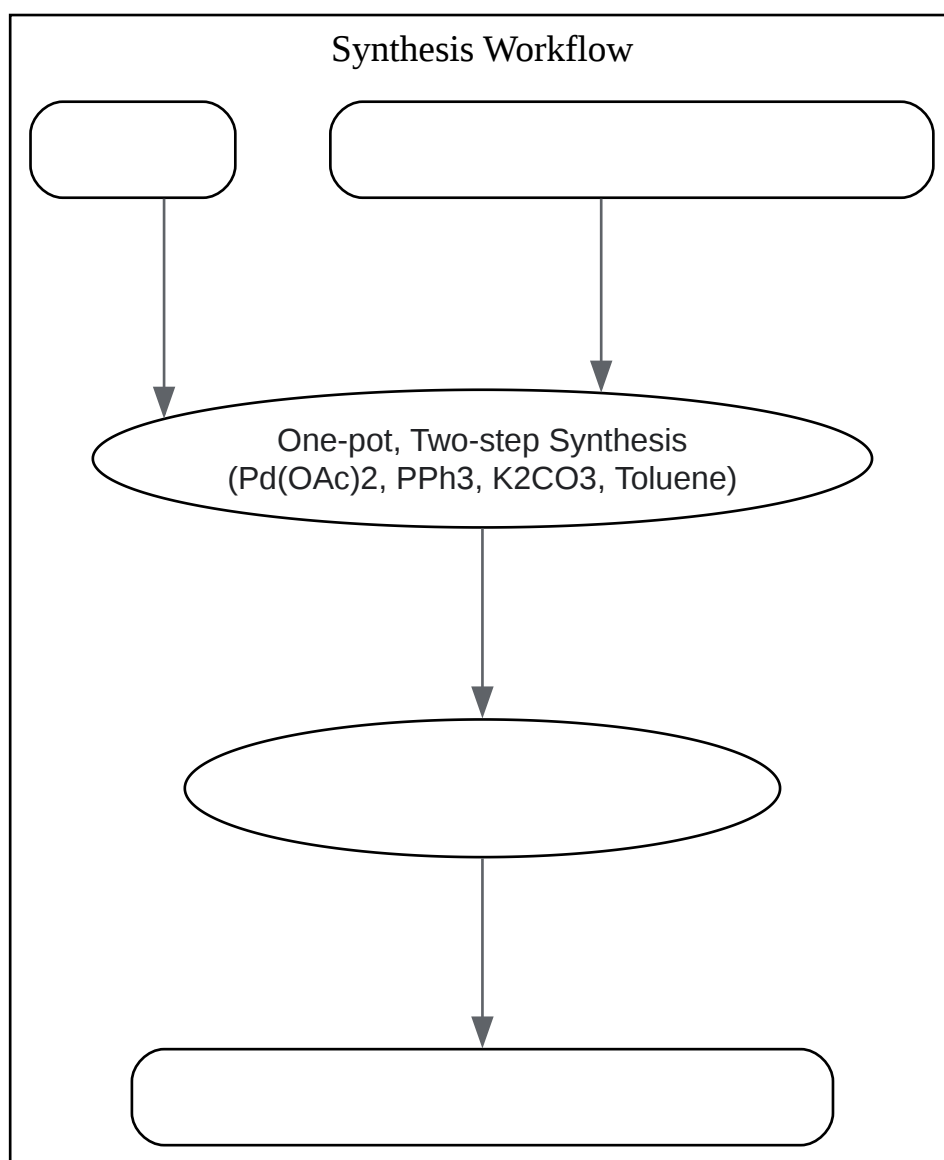 Synthesis Workflow
One-pot, Two-step Synthesis
(Pd(OAc)2, PPh3, K2CO3, Toluene)